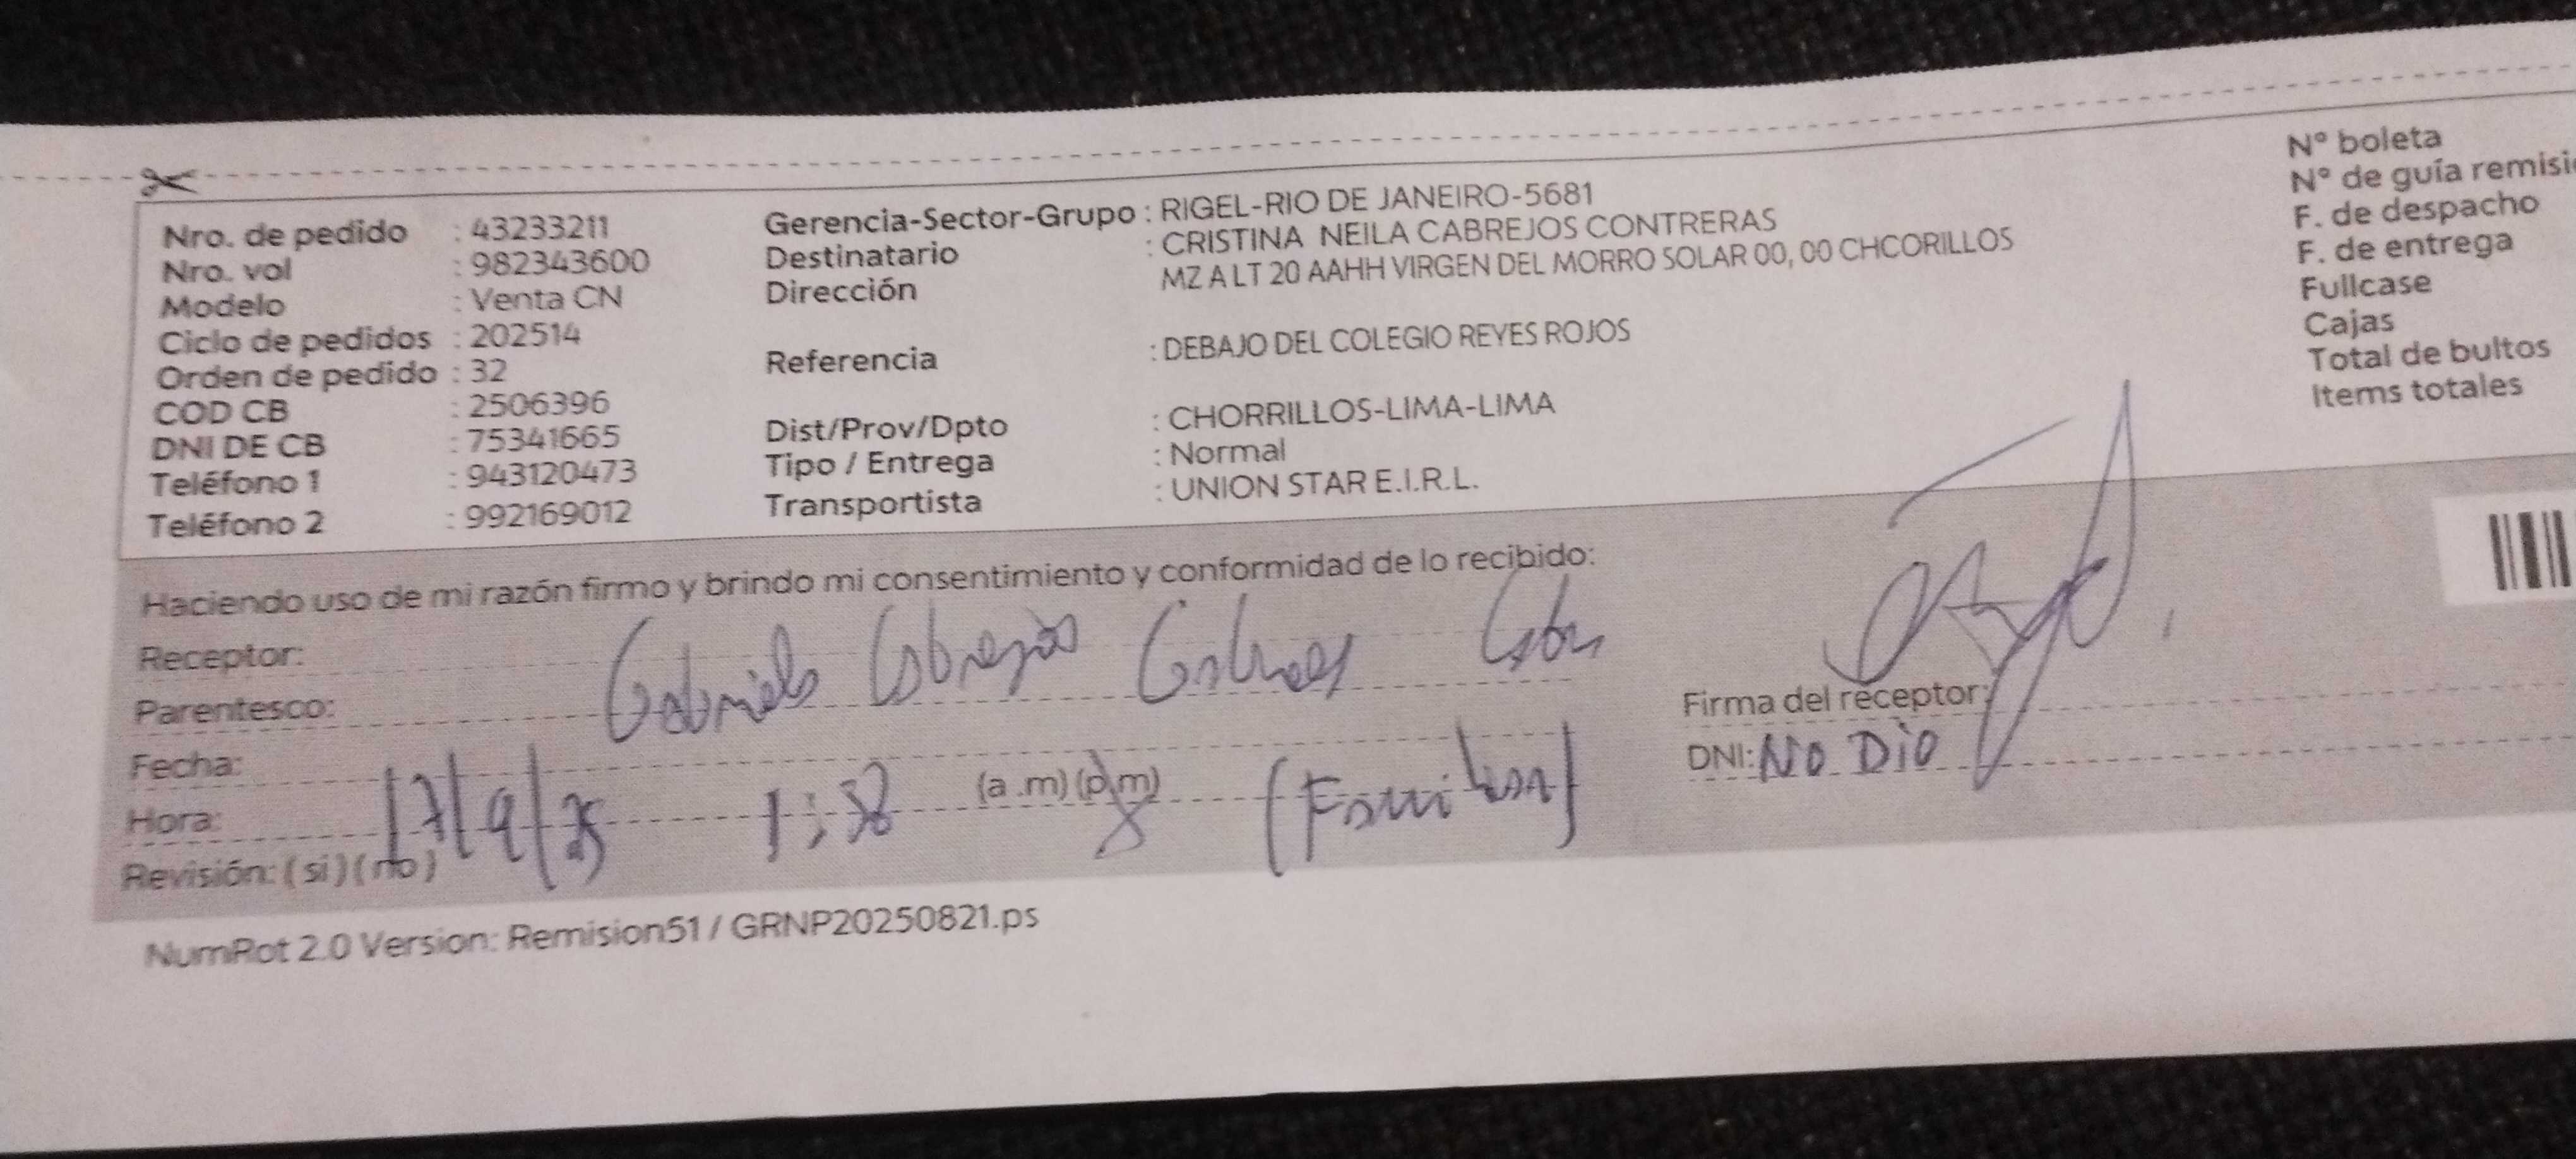 Nro. de pedido : 43233211
Nro. vol : 982343600
Modelo : Venta CN
Ciclo de pedidos : 202514
Orden de pedido : 32
COD CB : 2506396
DNI DE CB : 75341665
Teléfono 1 : 943120473
Teléfono 2 : 992169012
Gerencia-Sector-Grupo : RIGEL-RIO DE JANEIRO-5681
Destinatario : CRISTINA NEILA CABREJOS CONTRERAS
Dirección MZ A LT 20 AAHH VIRGEN DEL MORRO SOLAR 00, 00 CHCORILLOS
Referencia : DEBAJO DEL COLEGIO REYES ROJOS
Dist/Prov/Dpto : CHORRILLOS-LIMA-LIMA
Tipo / Entrega : Normal
Transportista : UNION STAR E.I.R.L.
N° boleta
N° de guía remisi
F. de despacho
F. de entrega
Fullcase
Cajas
Total de bultos
Items totales
Haciendo uso de mi razón firmo y brindo mi consentimiento y conformidad de lo recibido:
Receptor:
Parentesco: Cabrejos
Fecha:
Hora: 17/9/25 1:38 (a .m) (p.m)
Revisión: ( si ) ( no )
Firma del receptor:
DNI: NO DIO
NumRot 2.0 Version: Remision51 / GRNP20250821.ps